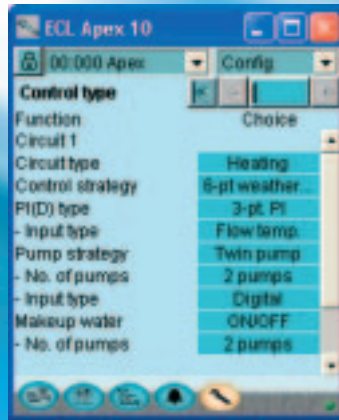 ECL Apex 10
00:000 Apex Config
Control type
Function Choice
Circuit 1
Circuit type Heating
Control strategy 6-pt weather...
PI(D) type 3-pt. PI
- Input type Flow temp.
Pump strategy Twin pump
- No. of pumps 2 pumps
- Input type Digital
Makeup water ON/OFF
- No. of pumps 2 pumps